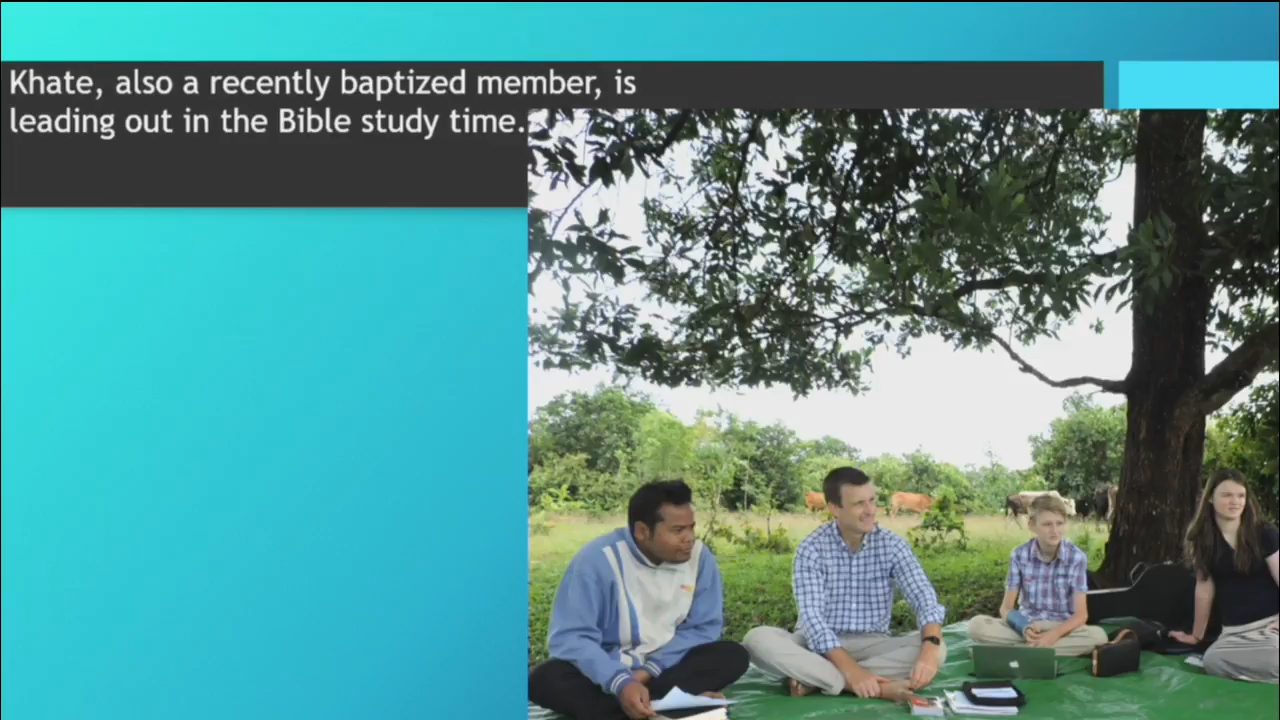 Khate, also a recently baptized member, is
leading out in the Bible study time.